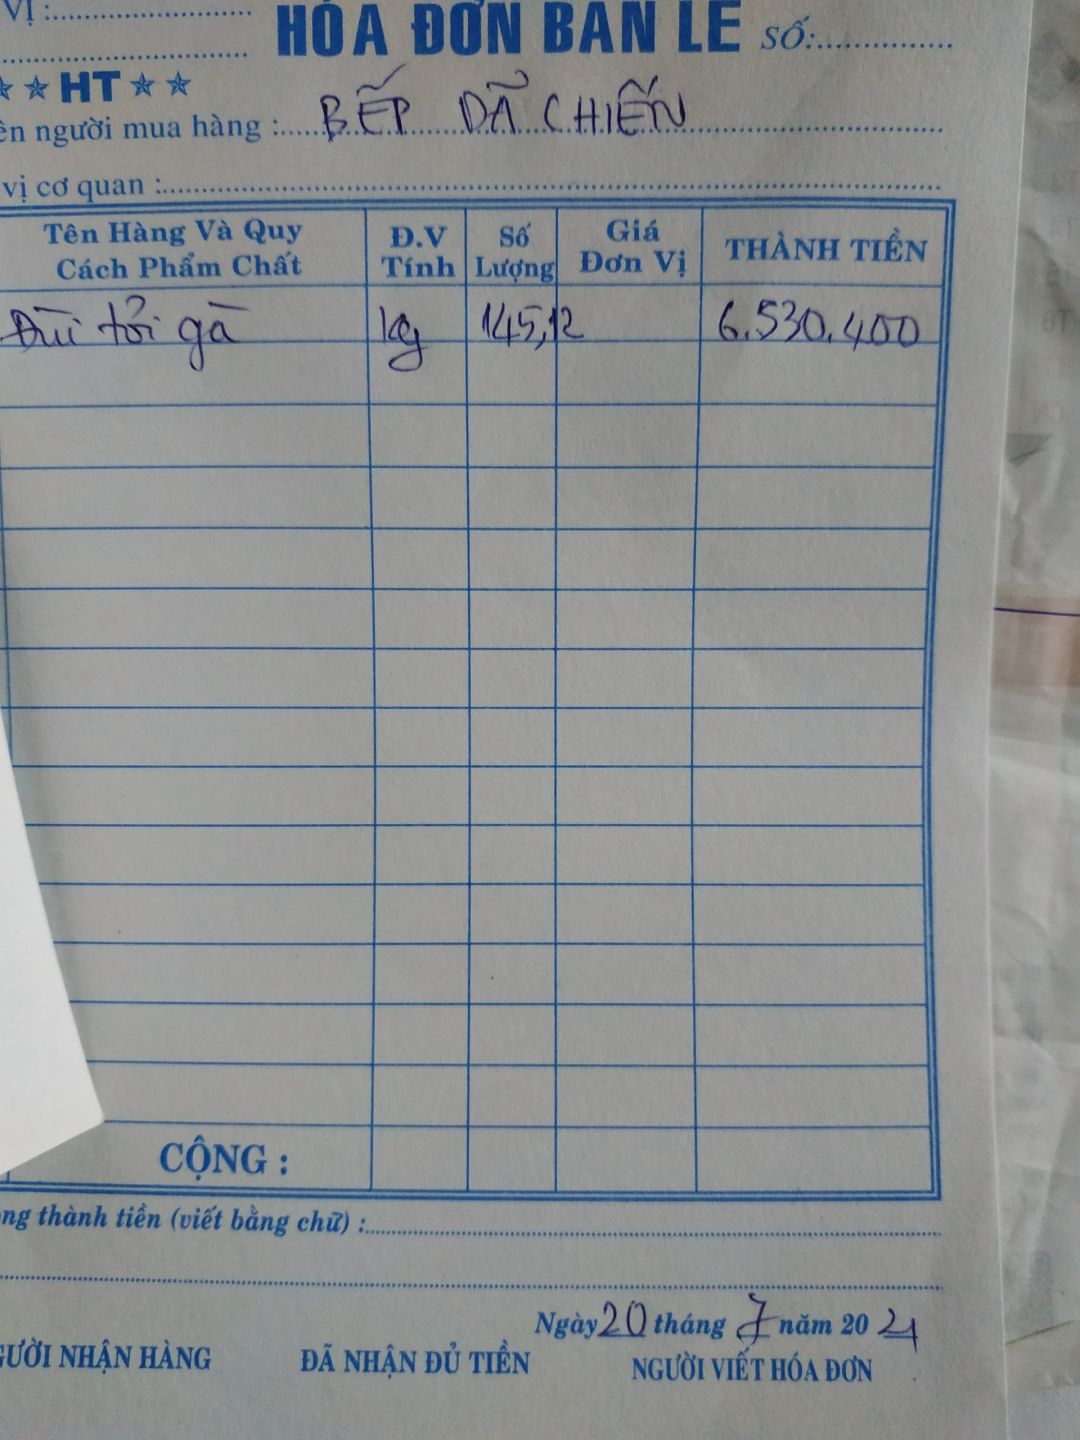 VỊ :
HÓA ĐƠN BÁN LẺ SỐ:
HT
ên người mua hàng : BẾP DÃ CHIẾN
vị cơ quan :
Tên Hàng Và Quy Cách Phẩm Chất Đ.V Tính Số Lượng Giá Đơn Vị THÀNH TIỀN
Đùi tỏi gà kg 145,12 6.530.400
CỘNG :
ng thành tiền (viết bằng chữ) :
Ngày 20 tháng 7 năm 2021
GƯỜI NHẬN HÀNG ĐÃ NHẬN ĐỦ TIỀN NGƯỜI VIẾT HÓA ĐƠN